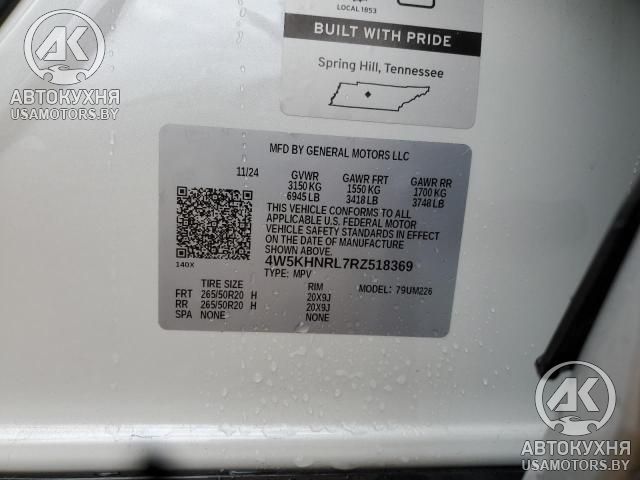 LOCAL 1853
BUILT WITH PRIDE
Spring Hill, Tennessee
АВТОКУХНЯ
USAMOTORS.BY
MFD BY GENERAL MOTORS LLC
11/24 GVWR GAWR FRT GAWR RR
3150 KG 1550 KG 1700 KG
6945 LB 3418 LB 3748 LB
THIS VEHICLE CONFORMS TO ALL
APPLICABLE U.S. FEDERAL MOTOR
VEHICLE SAFETY STANDARDS IN EFFECT
ON THE DATE OF MANUFACTURE
SHOWN ABOVE.
4W5KHNRL7RZ518369
140X TYPE: MPV
TIRE SIZE RIM MODEL: 79UM226
FRT 265/50R20 H 20X9J
RR 265/50R20 H 20X9J
SPA NONE NONE
АК
АВТОКУХНЯ
USAMOTORS.BY